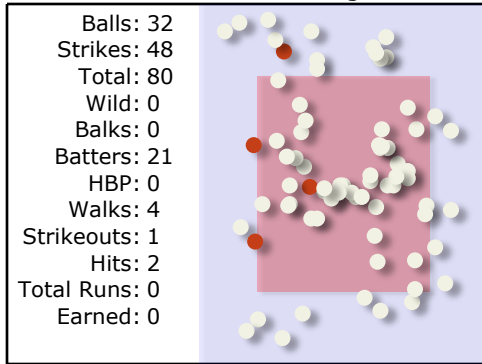 Balls: 32
Strikes: 48
Total: 80
Wild: 0
Balks: 0
Batters: 21
HBP: 0
Walks: 4
Strikeouts: 1
Hits: 2
Total Runs: 0
Earned: 0